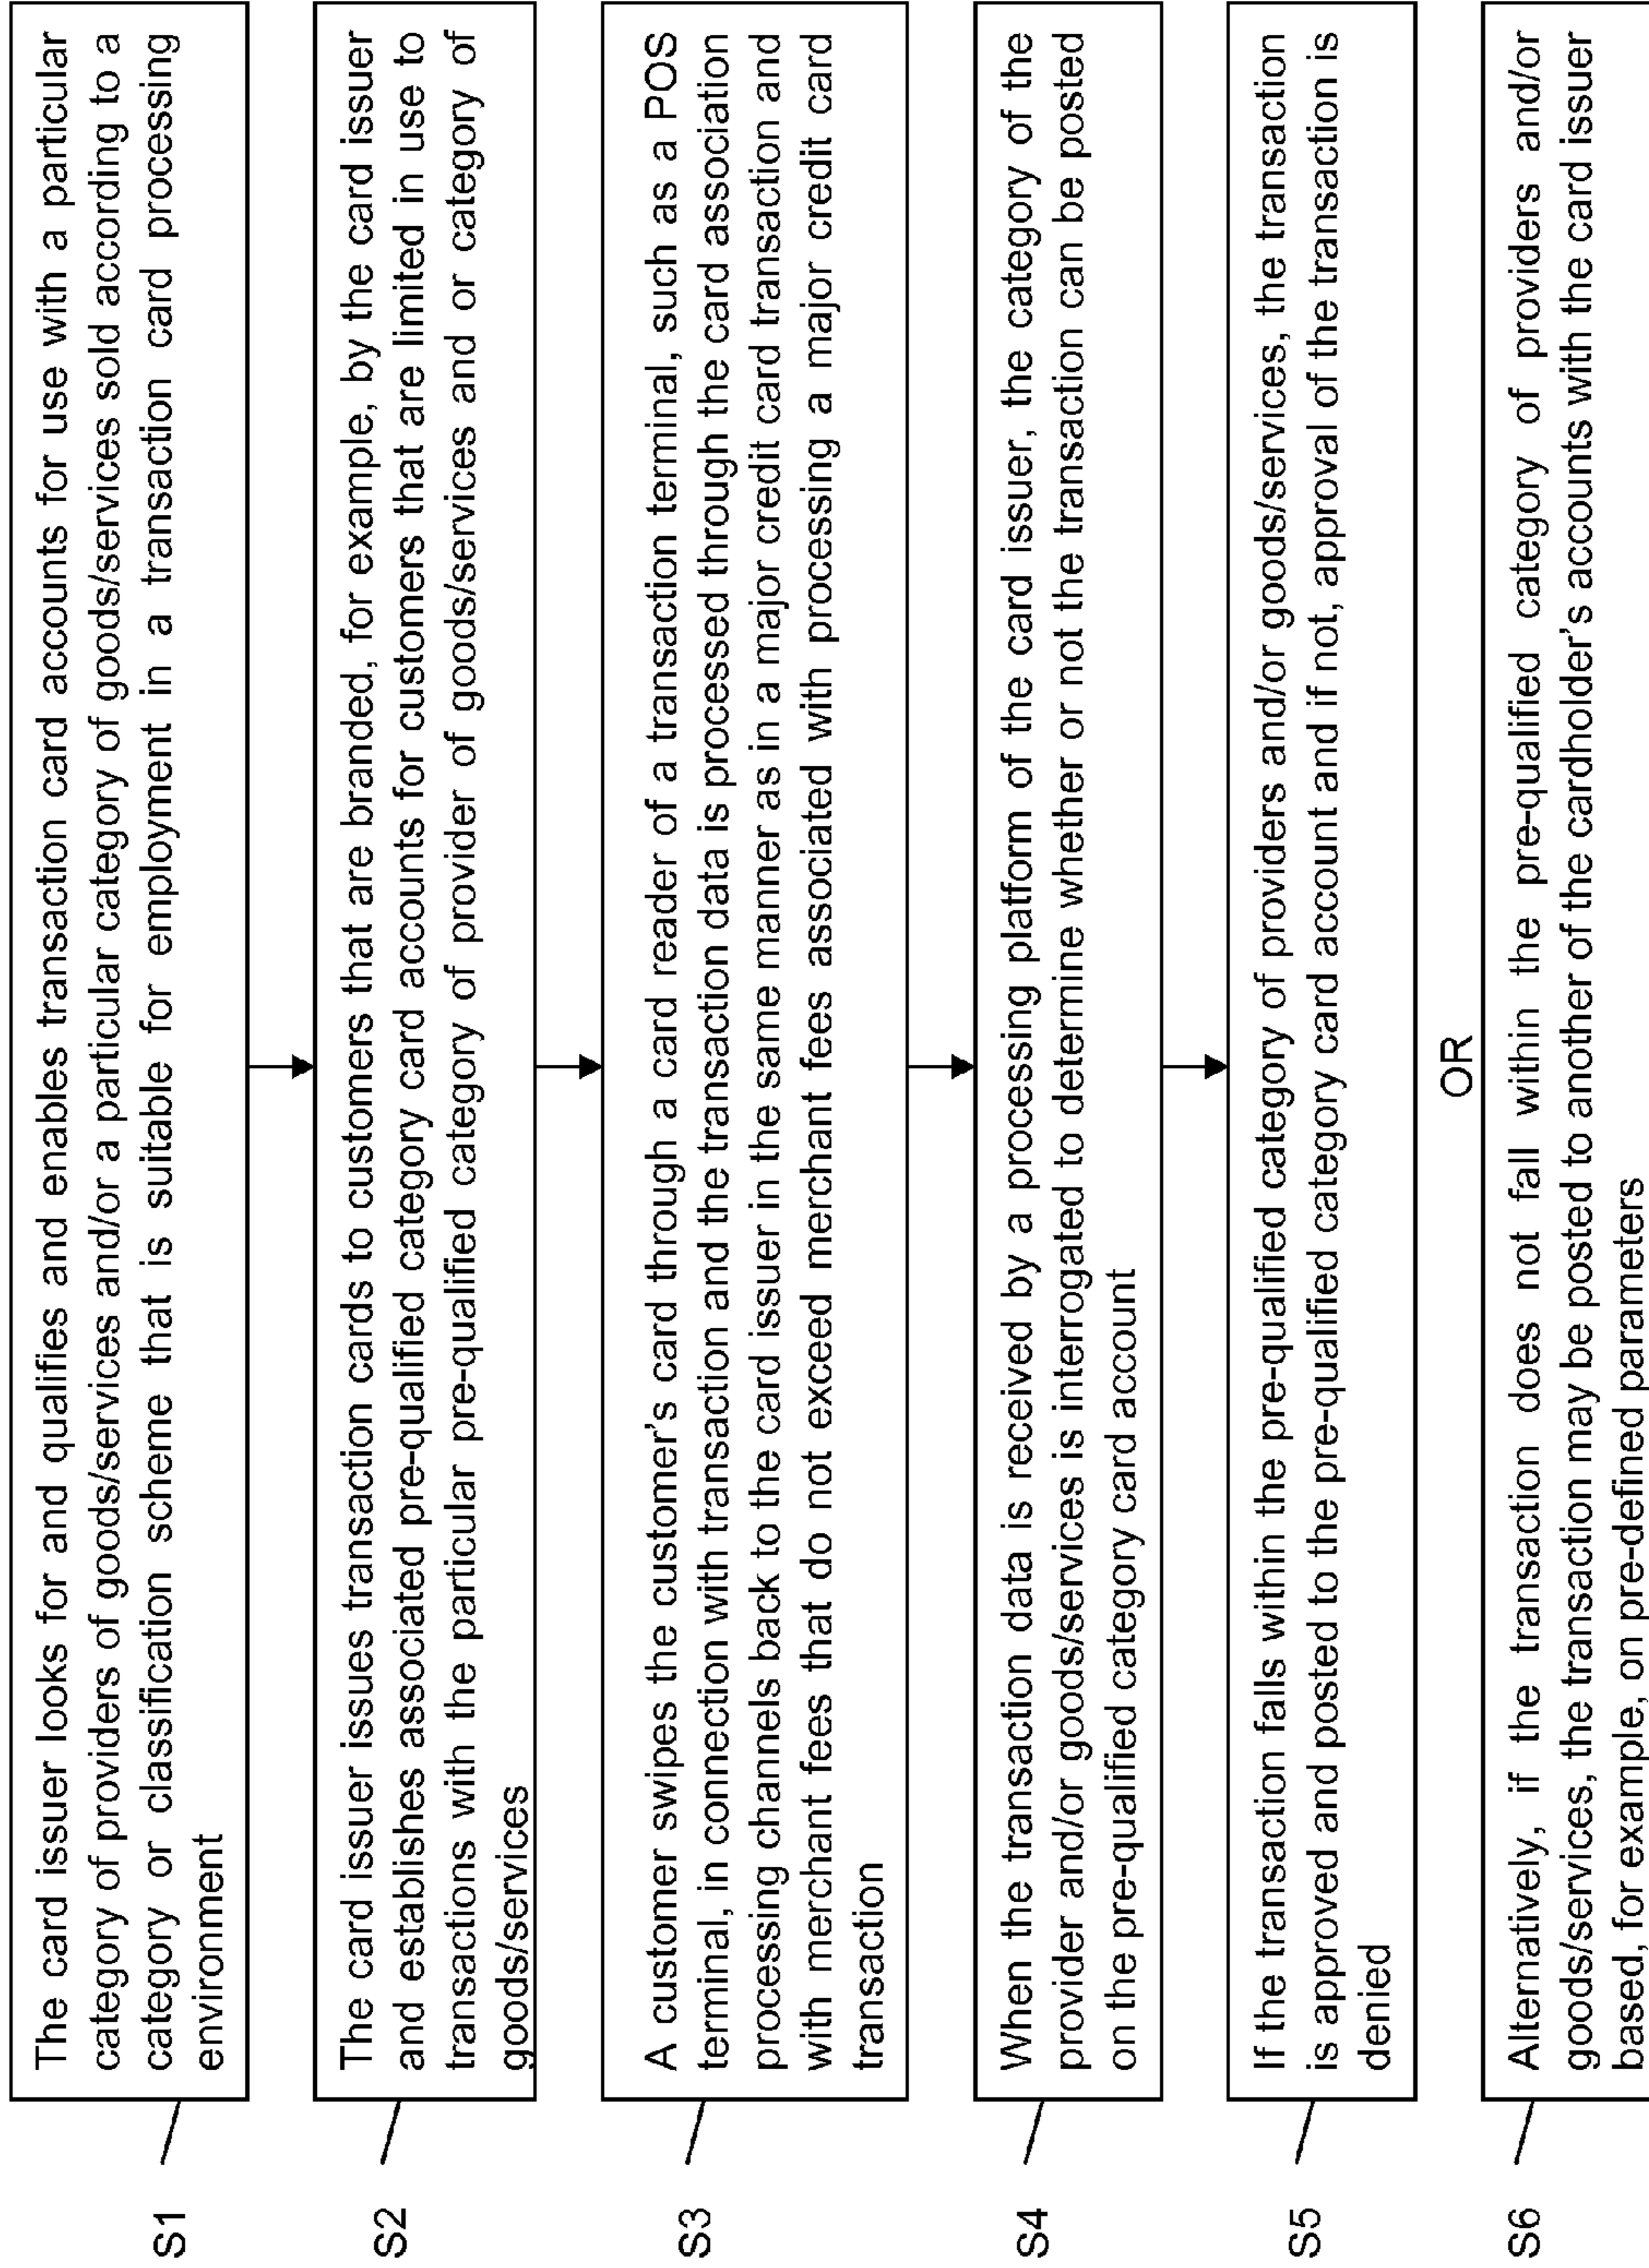 The card issuer looks for and qualifies and enables transaction card accounts for use with a particular
category of providers of goods/services and/or a particular category of goods/services sold according to a
category or classification scheme that is suitable for employment in a transaction card processing
environment
S1
The card issuer issues transaction cards to customers that are branded, for example, by the card issuer
and establishes associated pre-qualified category card accounts for customers that are limited in use to
transactions with the particular pre-qualified category of provider of goods/services and or category of
goods/services
S2
A customer swipes the customer's card through a card reader of a transaction terminal, such as a POS
terminal, in connection with transaction and the transaction data is processed through the card association
processing channels back to the card issuer in the same manner as in a major credit card transaction and
with merchant fees that do not exceed merchant fees associated with processing a major credit card
transaction
S3
When the transaction data is received by a processing platform of the card issuer, the category of the
provider and/or goods/services is interrogated to determine whether or not the transaction can be posted
on the pre-qualified category card account
S4
If the transaction falls within the pre-qualified category of providers and/or goods/services, the transaction
is approved and posted to the pre-qualified category card account and if not, approval of the transaction is
denied
S5
OR
Alternatively, if the transaction does not fall within the pre-qualified category of providers and/or
goods/services, the transaction may be posted to another of the cardholder's accounts with the card issuer
based, for example, on pre-defined parameters
S6